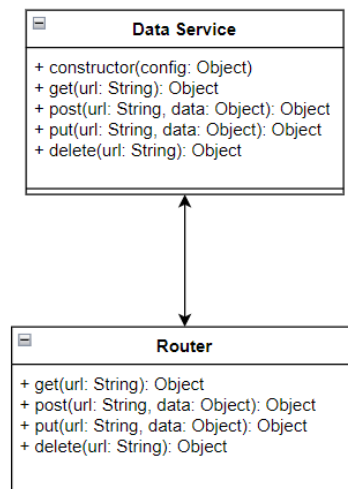 Data Service
+ constructor(config: Object)
+ get(url: String): Object
+ post(url: String, data: Object): Object
+ put(url: String, data: Object): Object
+ delete(url: String): Object
Router
+ get(url: String): Object
+ post(url: String, data: Object): Object
+ put(url: String, data: Object): Object
+ delete(url: String): Object